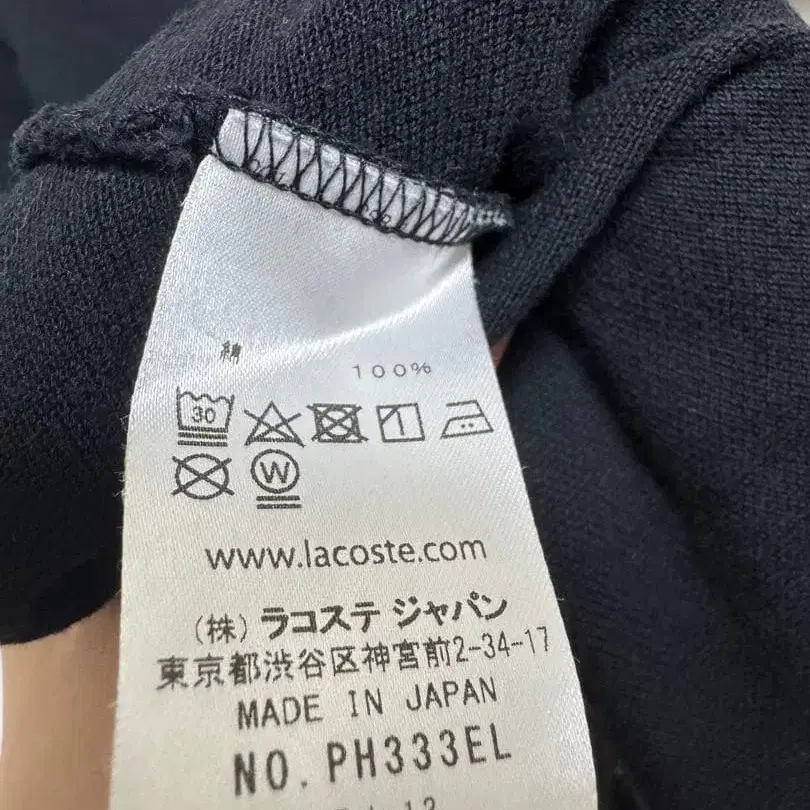 綿
100%
30
W
www.lacoste.com
(株) ラコステ ジャパン
東京都渋谷区神宮前2-34-17
MADE IN JAPAN
NO. PH333EL